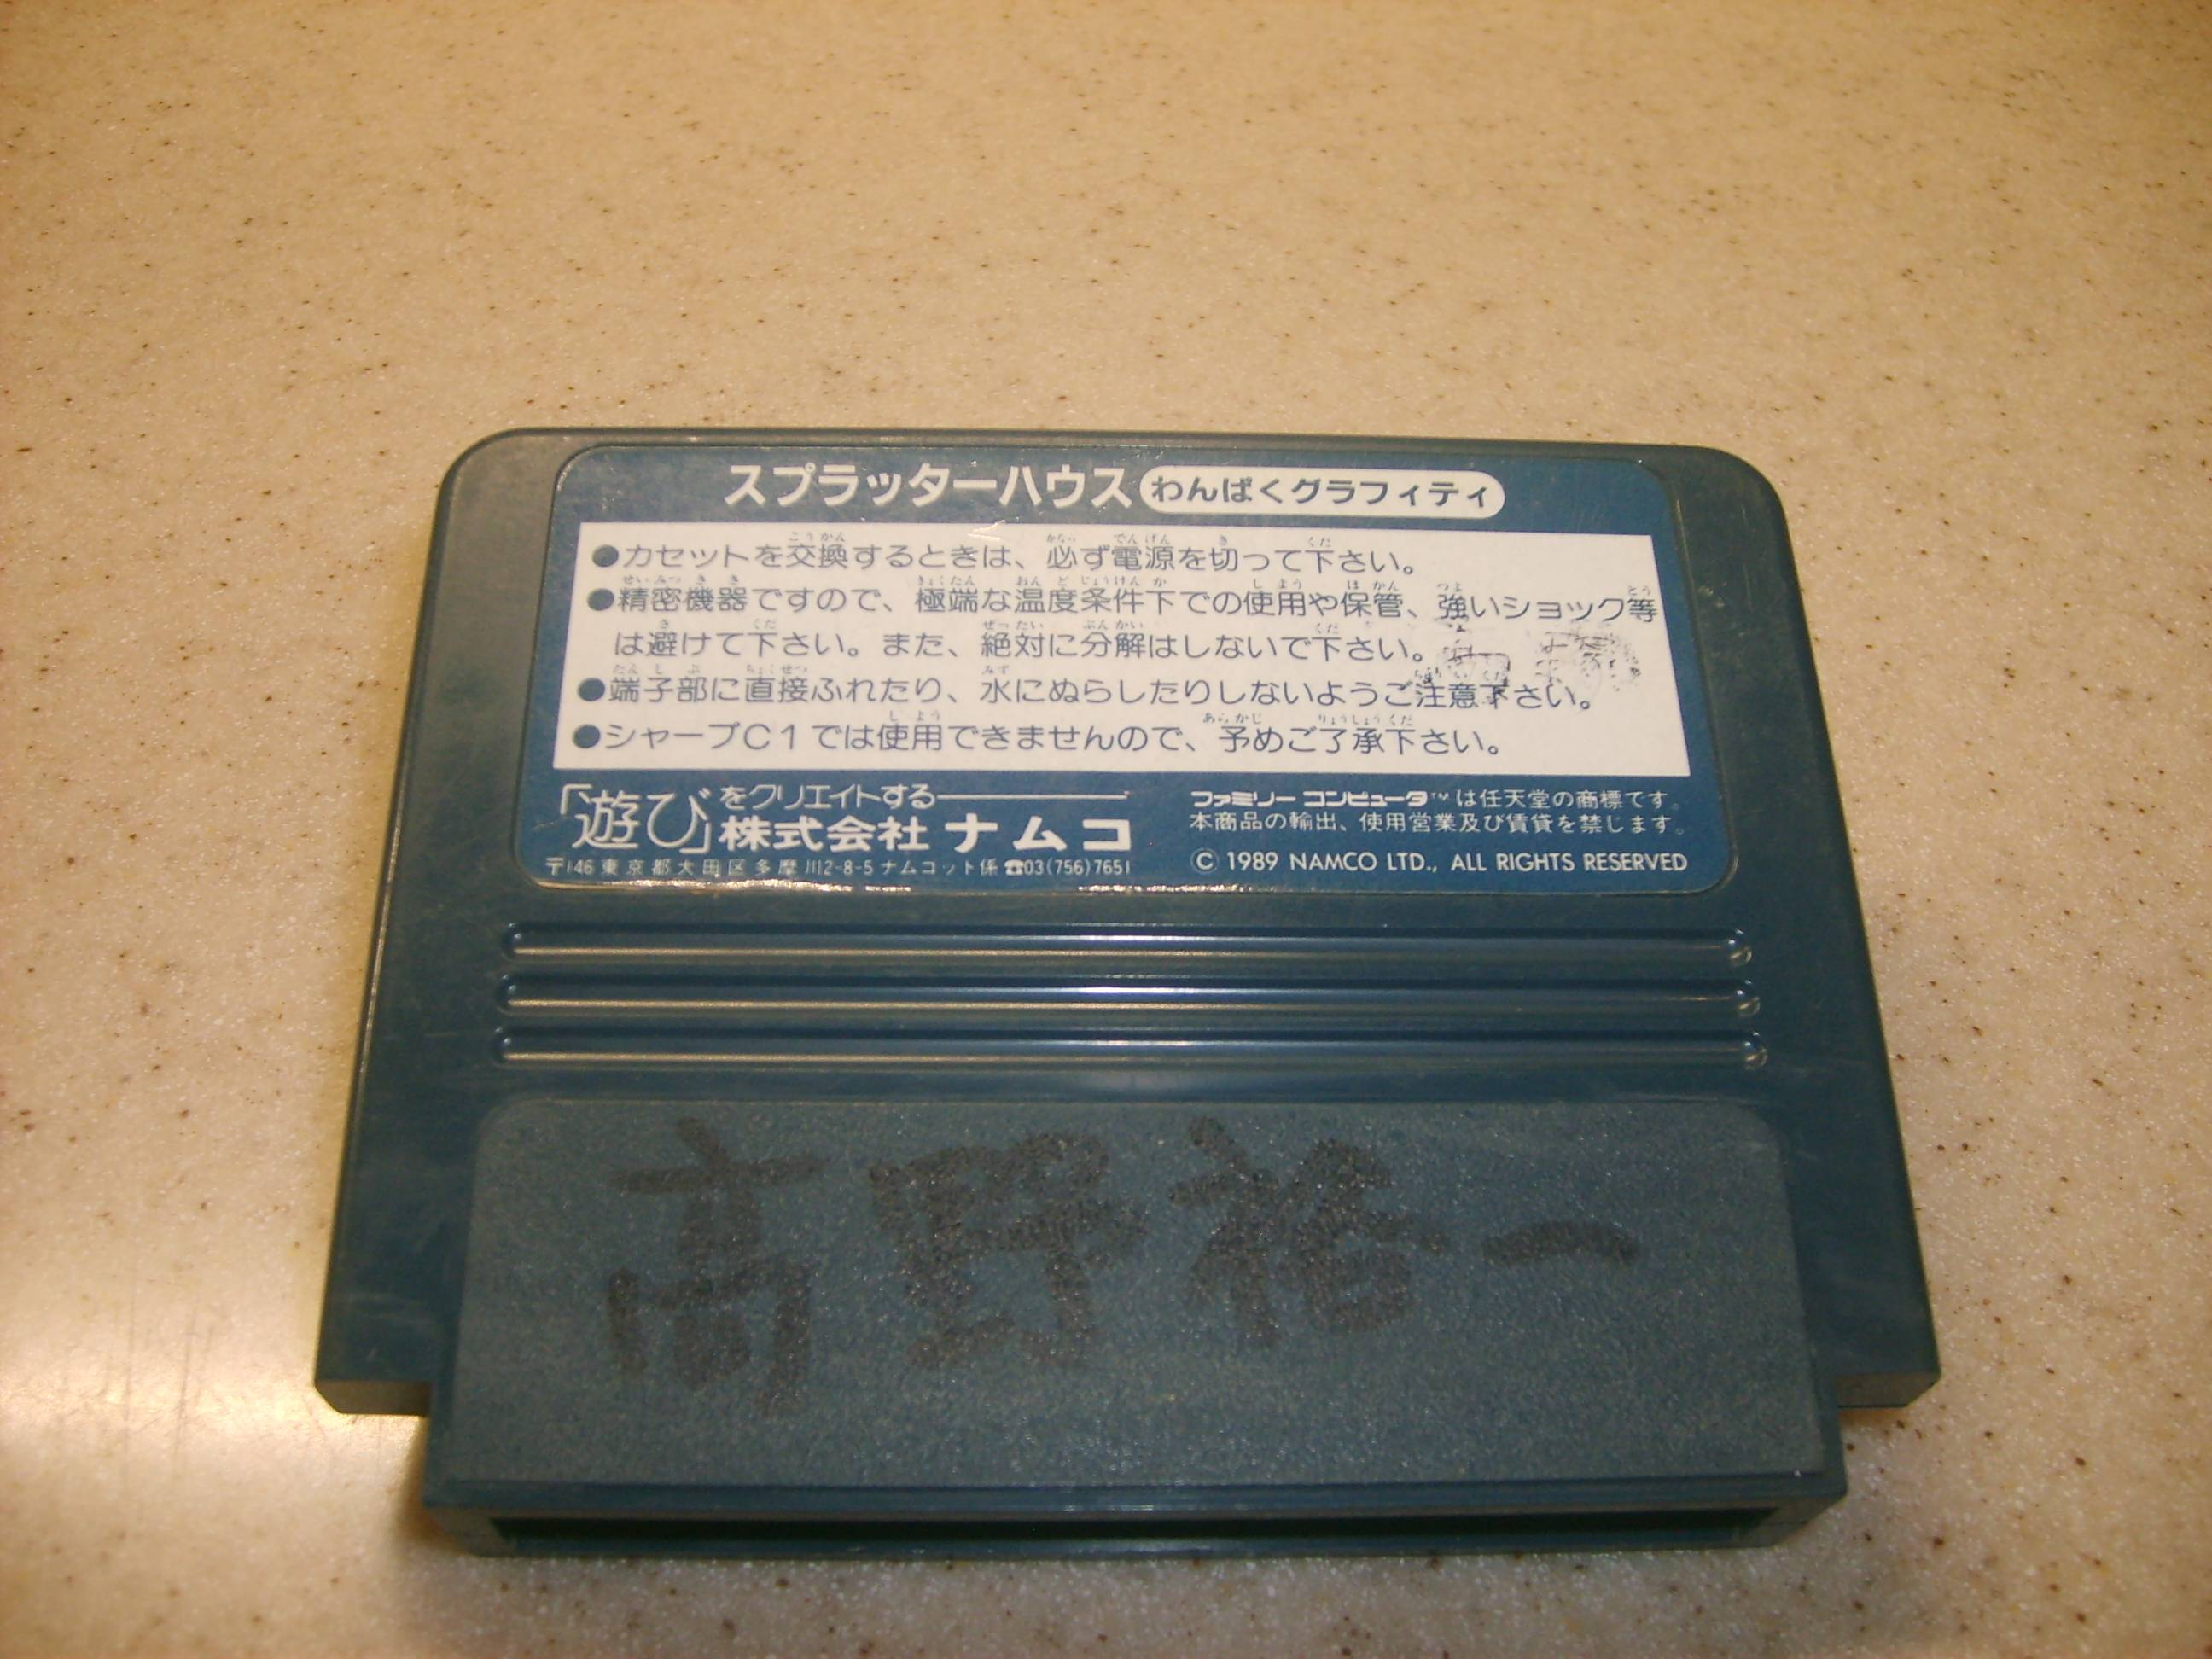 スプラッターハウス わんぱくグラフィティ
●カセットを交換するときは、必ず電源を切って下さい。
●精密機器ですので、極端な温度条件下での使用や保管、強いショック等
は避けて下さい。また、絶対に分解はしないで下さい。
●端子部に直接ふれたり、水にぬらしたりしないようご注意下さい。
●シャープC1では使用できませんので、予めご了承下さい。
「遊び」をクリエイトする
株式会社 ナムコ
〒146 東京都大田区多摩川2-8-5 ナムコット係 ☎03(756)7651
ファミリーコンピュータ™は任天堂の商標です。
本商品の輸出、使用営業及び賃貸を禁じます。
© 1989 NAMCO LTD., ALL RIGHTS RESERVED
高野裕一